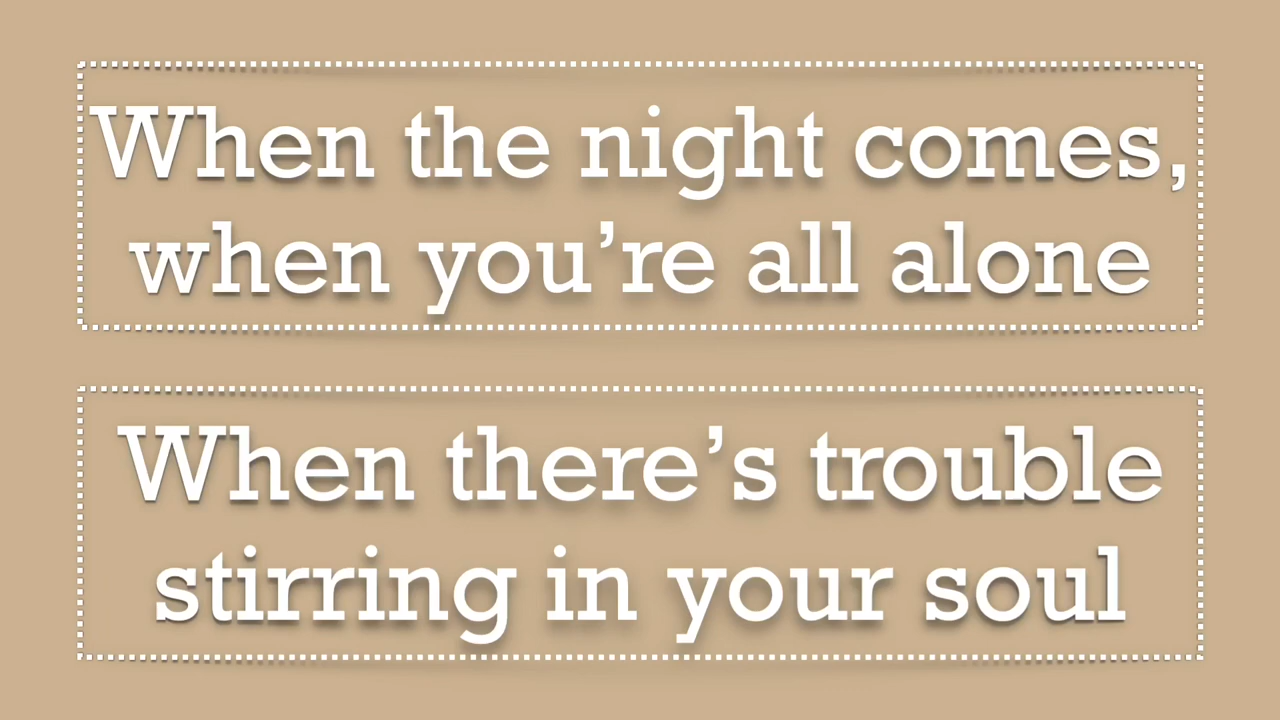 When the night comes,
when you’re all alone
When there’s trouble
stirring in your soul